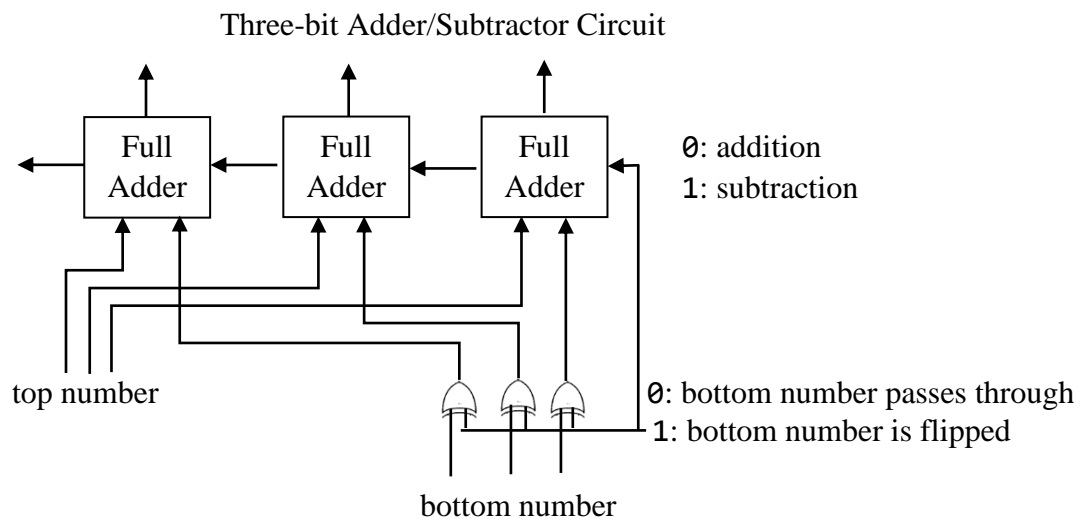 Three-bit Adder/Subtractor Circuit
Full Adder
Full Adder
Full Adder
0: addition
1: subtraction
top number
0: bottom number passes through
1: bottom number is flipped
bottom number